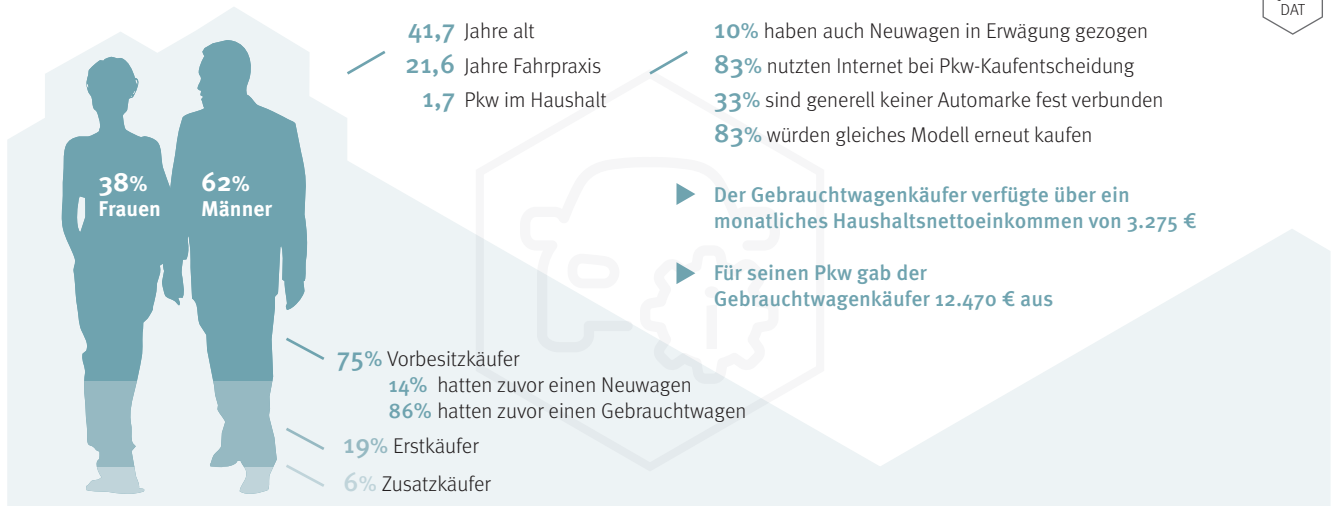 DAT
41,7 Jahre alt
21,6 Jahre Fahrpraxis
1,7 Pkw im Haushalt
10% haben auch Neuwagen in Erwägung gezogen
83% nutzten Internet bei Pkw-Kaufentscheidung
33% sind generell keiner Automarke fest verbunden
83% würden gleiches Modell erneut kaufen
38% Frauen
62% Männer
Der Gebrauchtwagenkäufer verfügte über ein
monatliches Haushaltsnettoeinkommen von 3.275 €
Für seinen Pkw gab der
Gebrauchtwagenkäufer 12.470 € aus
75% Vorbesitzkäufer
14% hatten zuvor einen Neuwagen
86% hatten zuvor einen Gebrauchtwagen
19% Erstkäufer
6% Zusatzkäufer